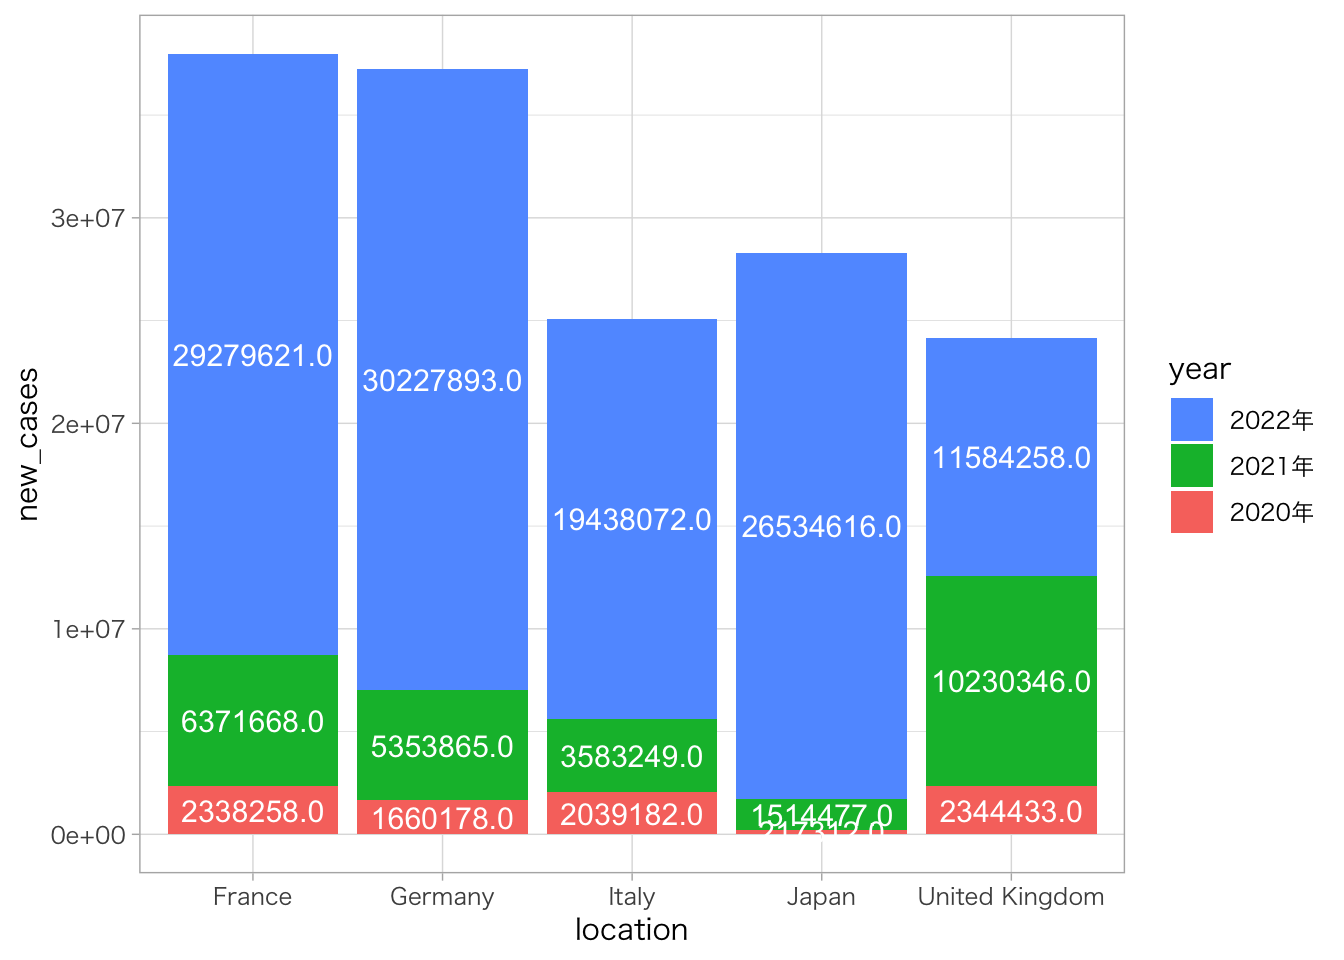 new_cases
3e+07
2e+07
1e+07
0e+00
29279621.0
6371668.0
2338258.0
30227893.0
5353865.0
1660178.0
19438072.0
3583249.0
2039182.0
26534616.0
1514477.0
217312.0
11584258.0
10230346.0
2344433.0
France
Germany
Italy
Japan
United Kingdom
location
year
2022年
2021年
2020年